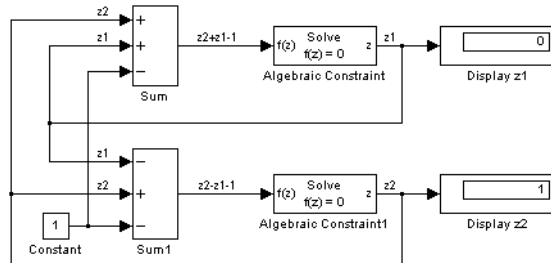 z2
z1
+
+
−
Sum
z2+z1-1
f(z)
Solve
f(z) = 0
z
Algebraic Constraint
z1
0
Display z1
z1
z2
−
+
−
Sum1
1
Constant
z2-z1-1
f(z)
Solve
f(z) = 0
z
Algebraic Constraint1
z2
1
Display z2